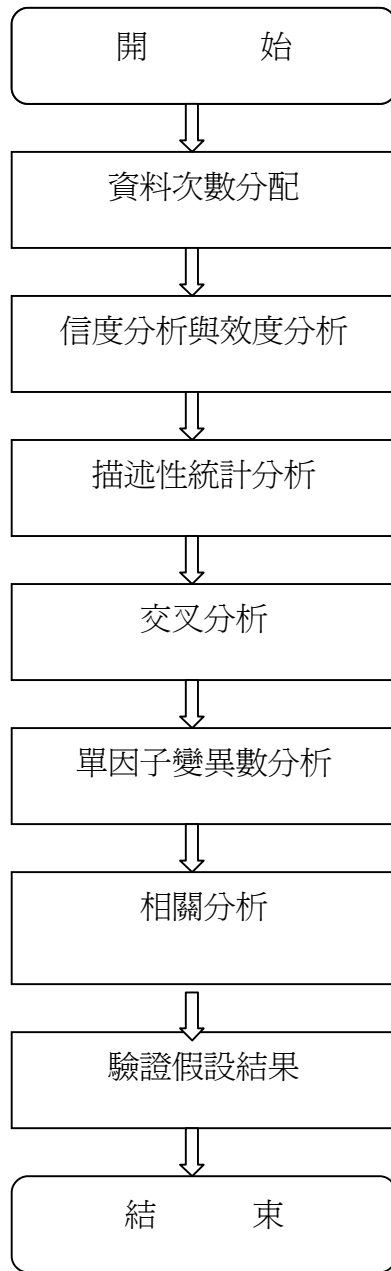 開 始
資料次數分配
信度分析與效度分析
描述性統計分析
交叉分析
單因子變異數分析
相關分析
驗證假設結果
結 束